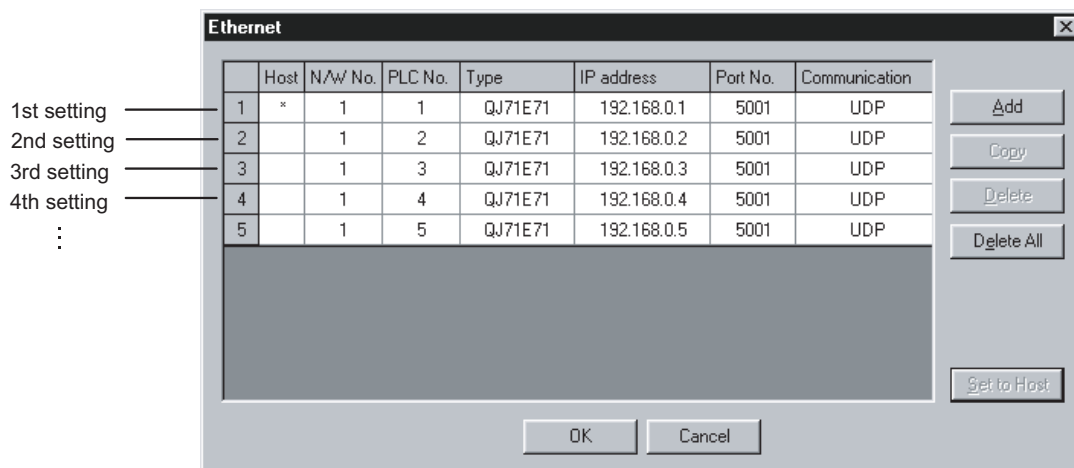 Ethernet
Host N/W No. PLC No. Type IP address Port No. Communication
1st setting 1 * 1 1 QJ71E71 192.168.0.1 5001 UDP Add
2nd setting 2 1 2 QJ71E71 192.168.0.2 5001 UDP Copy
3rd setting 3 1 3 QJ71E71 192.168.0.3 5001 UDP
4th setting 4 1 4 QJ71E71 192.168.0.4 5001 UDP Delete
5 1 5 QJ71E71 192.168.0.5 5001 UDP Delete All
Set to Host
OK Cancel